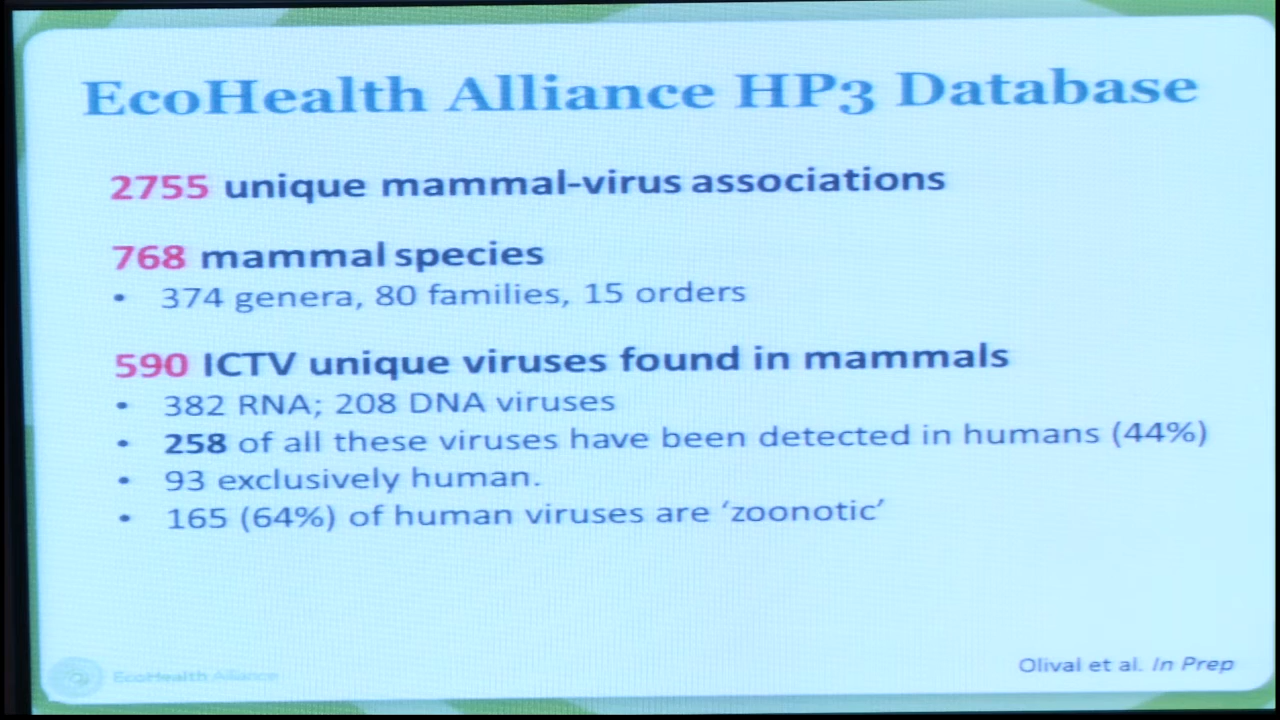 EcoHealth Alliance HP3 Database
2755 unique mammal-virus associations
768 mammal species
• 374 genera, 80 families, 15 orders
590 ICTV unique viruses found in mammals
• 382 RNA; 208 DNA viruses
• 258 of all these viruses have been detected in humans (44%)
• 93 exclusively human.
• 165 (64%) of human viruses are ‘zoonotic’
EcoHealth Alliance
Olival et al. In Prep